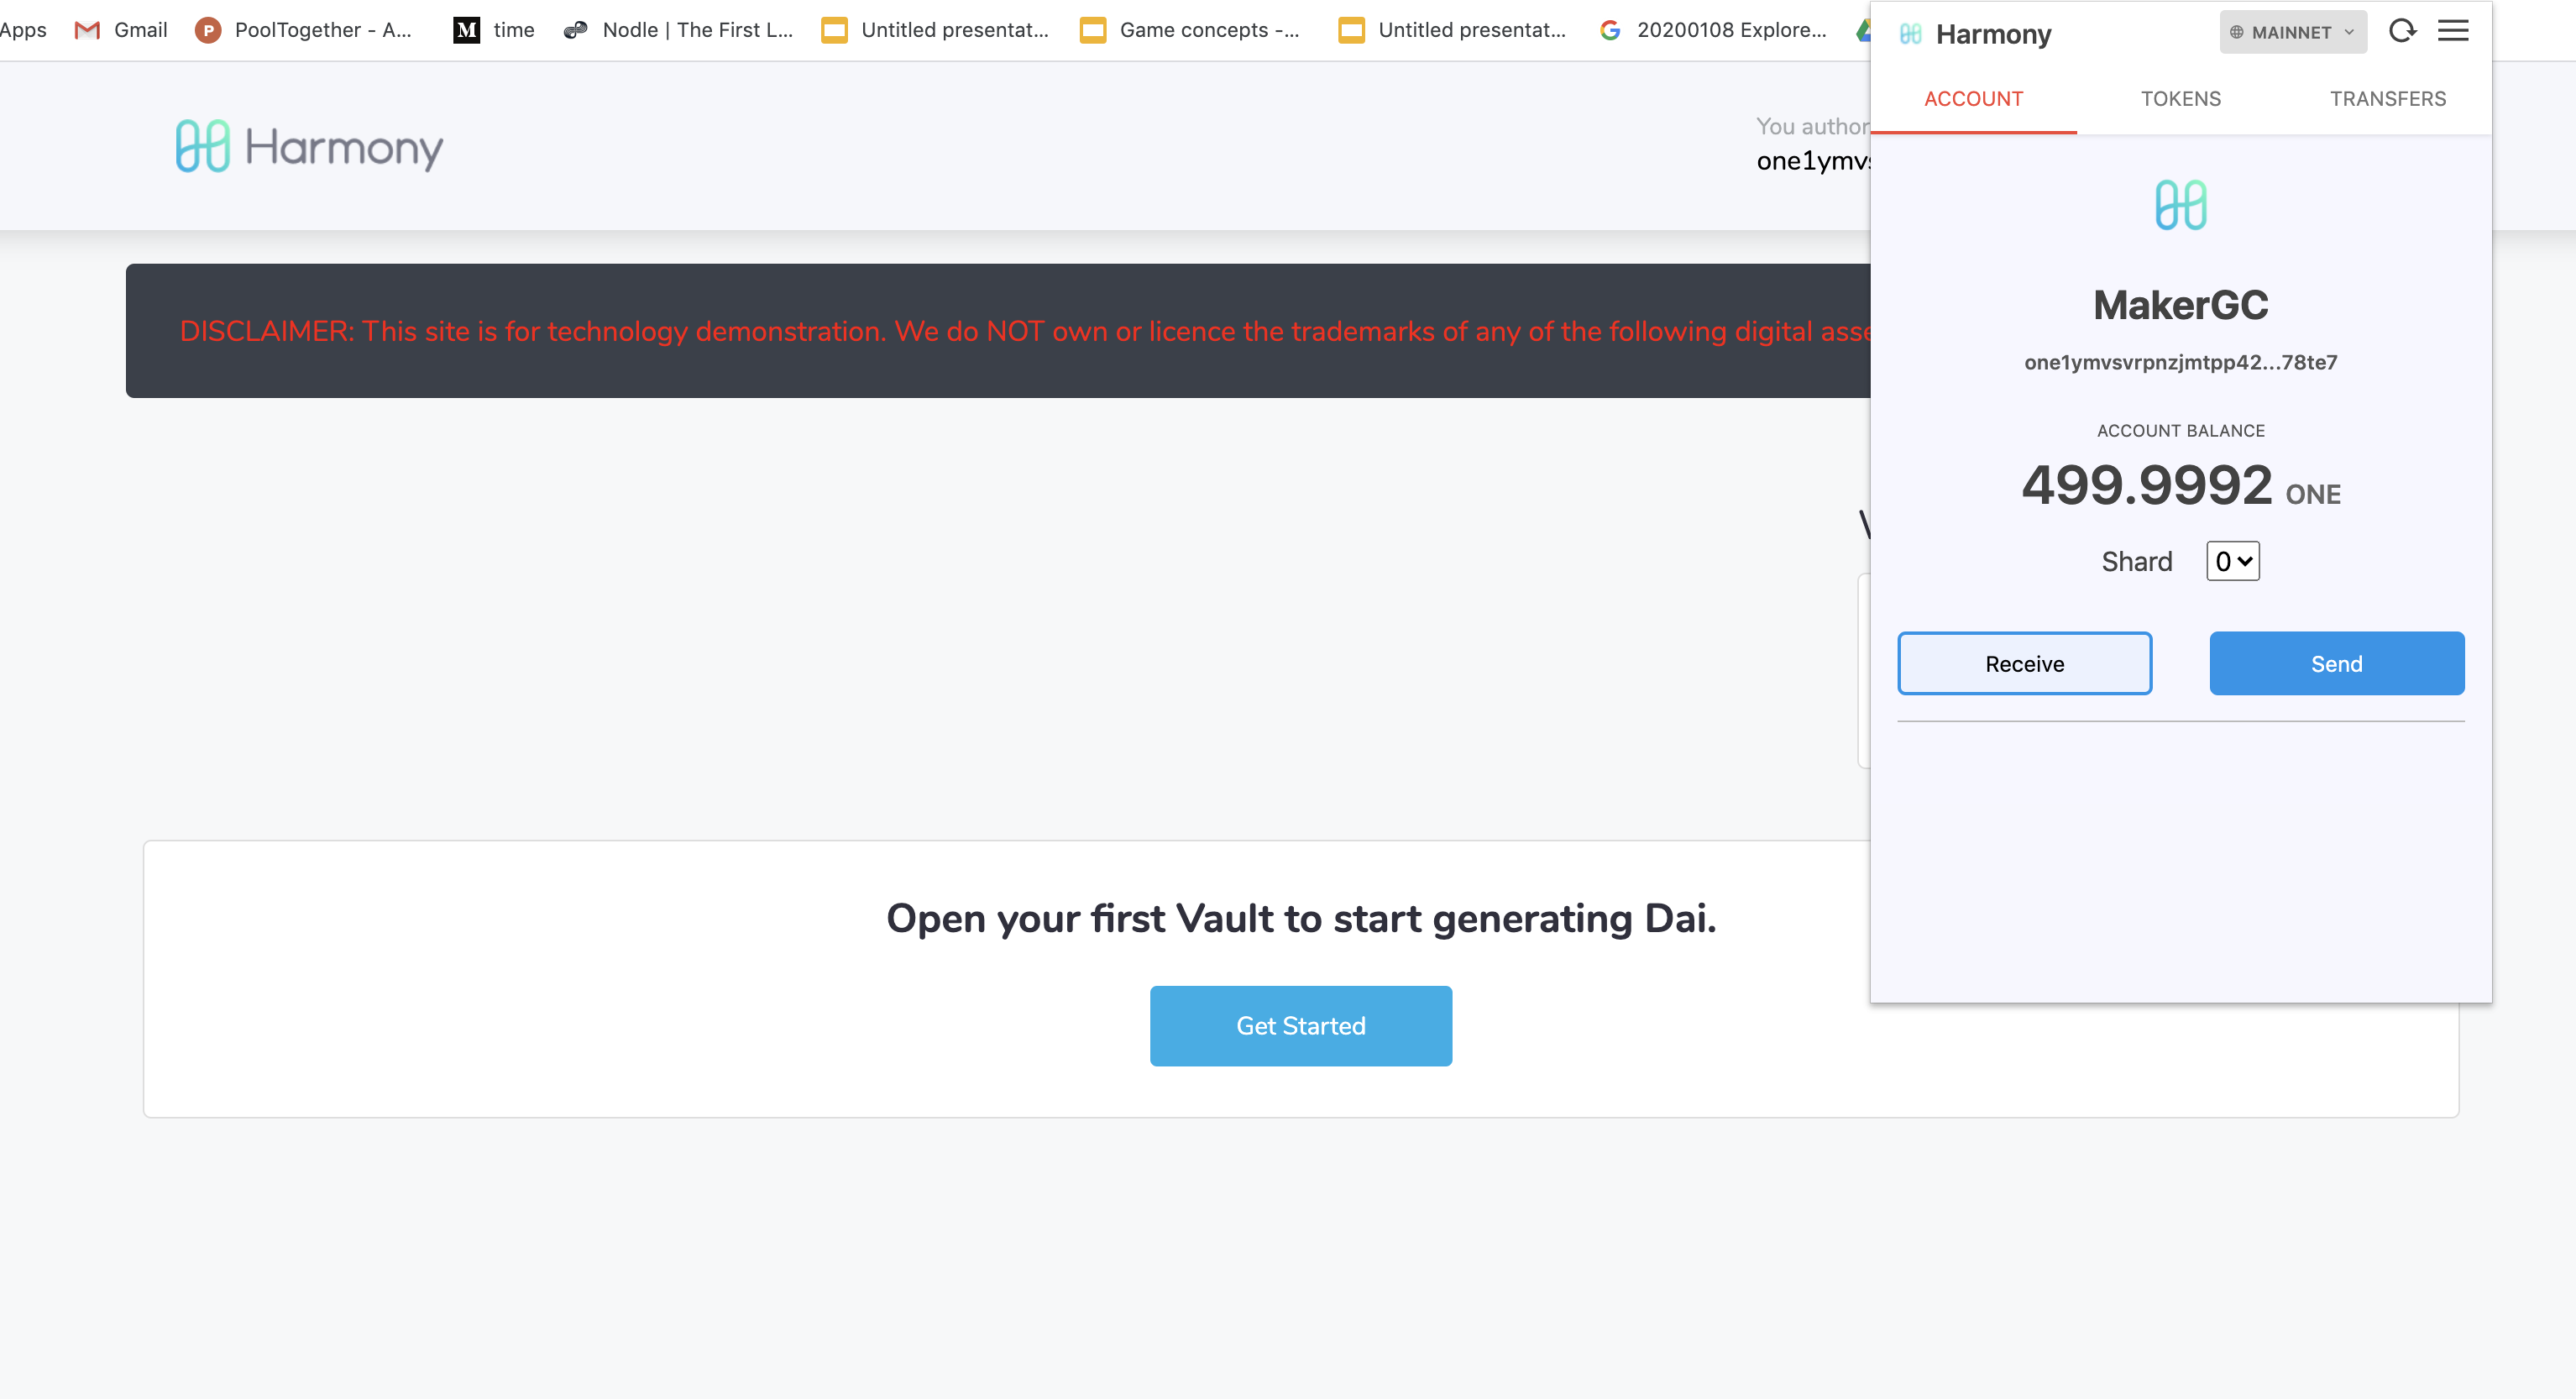 Apps Gmail PoolTogether - A... time Nodle | The First L... Untitled presentat... Game concepts -... Untitled presentat... 20200108 Explore...
Harmony
You author
one1ymvs
DISCLAIMER: This site is for technology demonstration. We do NOT own or licence the trademarks of any of the following digital asse
Open your first Vault to start generating Dai.
Get Started
Harmony MAINNET
ACCOUNT TOKENS TRANSFERS
MakerGC
one1ymvsvrpnzjmtpp42...78te7
ACCOUNT BALANCE
499.9992 ONE
Shard 0
Receive Send